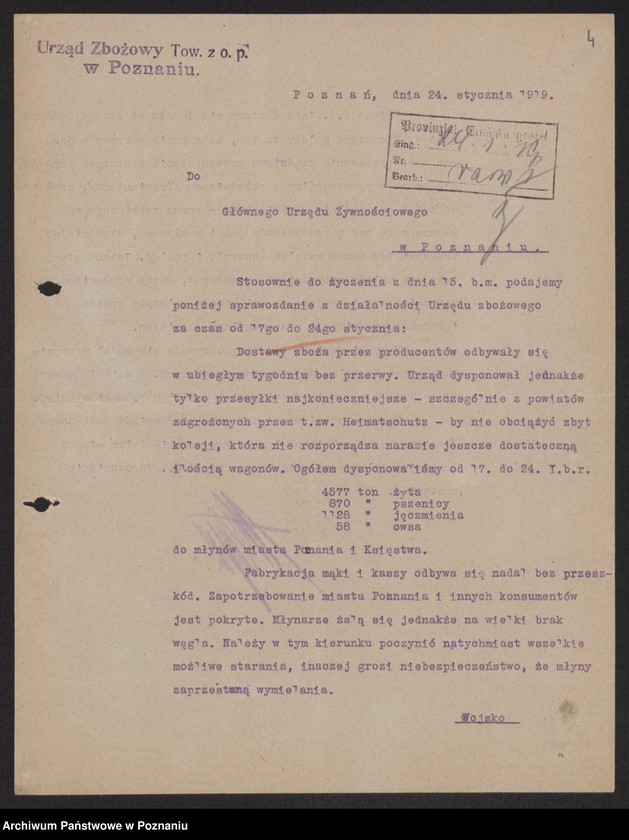 4
Urząd Zbożowy Tow. z o. p.
w Poznaniu.
Poznań, dnia 24. stycznia 1919.
Eing.:
Nr.
Bearb.:
Do
Głównego Urzędu Żywnościowego
w Poznaniu.
Stosownie do życzenia z dnia 15. b.m. podajemy
poniżej sprawozdanie z działalności Urzędu zbożowego
za czas od 17go do 24go stycznia:
Dostawy zboża przez producentów odbywały się
w ubiegłym tygodniu bez przerwy. Urząd dysponował jednakże
tylko przesyłki najkonieczniejsze - szczególnie z powiatów
zagrożonych przez t.zw. Heimatschutz - by nie obciążyć zbyt
koleji, która nie rozporządza narazie jeszcze dostateczną
ilością wagonów. Ogółem dysponowaliśmy od 17. do 24. I.b.r.
4577 ton żyta
870 " pszenicy
1128 " jęczmienia
58 " owsa
do młynów miasta Poznania i Księstwa.
Fabrykacja mąki i kaszy odbywa się nadal bez przesz-
kód. Zapotrzebowanie miasta Poznania i innych konsumentów
jest pokryte. Młynarze żalą się jednakże na wielki brak
węgla. Należy w tym kierunku poczynić natychmiast wszelkie
możliwe starania, inaczej grozi niebezpieczeństwo, że młyny
zaprzestaną wymielania.
Wojsko
Archiwum Państwowe w Poznaniu